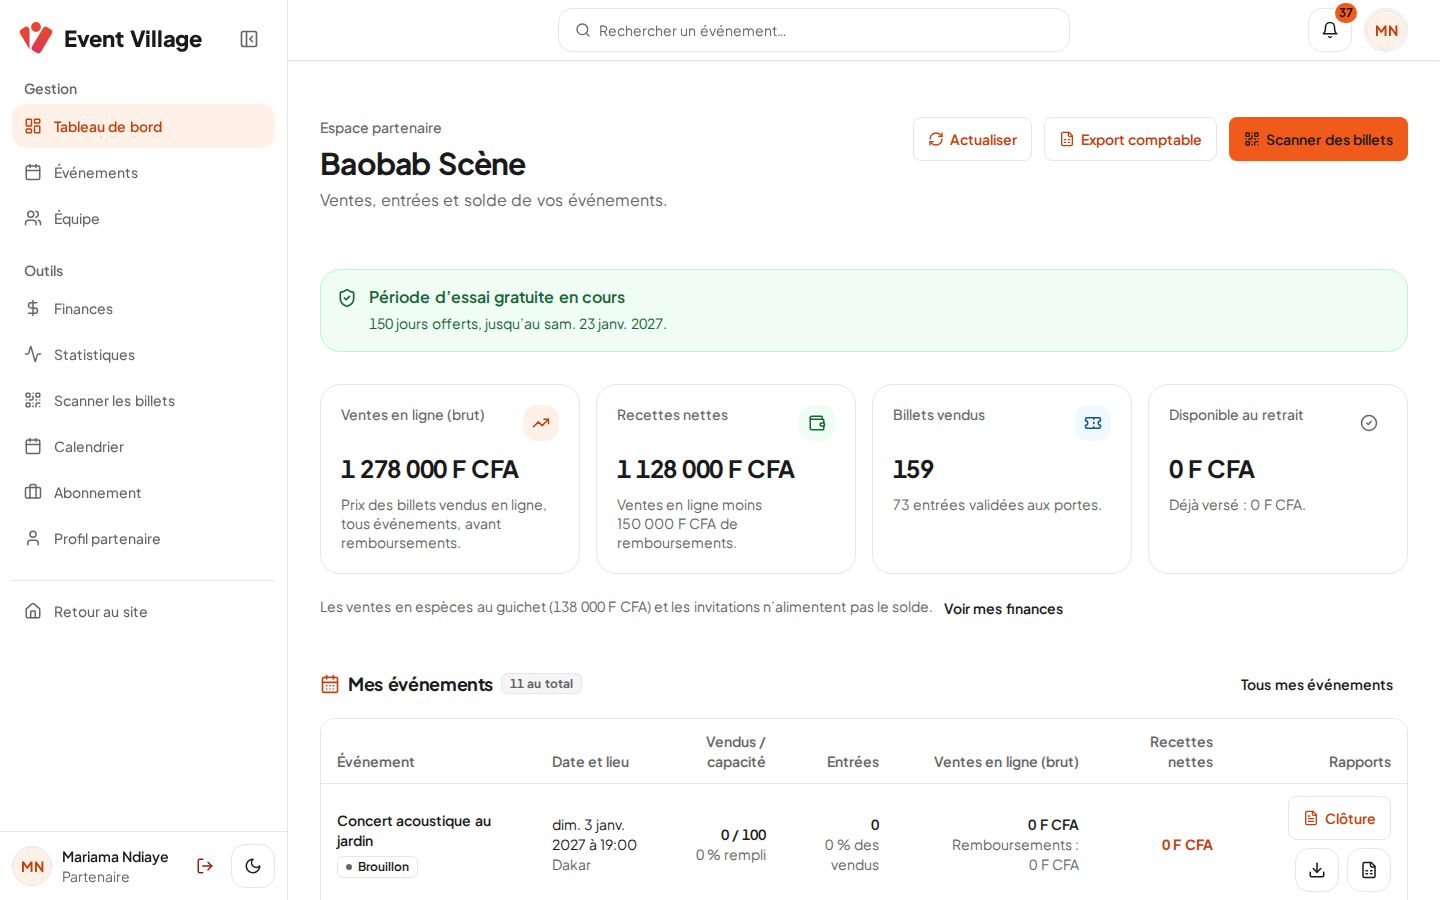 Event Village
Rechercher un événement...
37
MN
Gestion
Tableau de bord
Événements
Équipe
Outils
Finances
Statistiques
Scanner les billets
Calendrier
Abonnement
Profil partenaire
Retour au site
MN
Mariama Ndiaye
Partenaire
Espace partenaire
Baobab Scène
Ventes, entrées et solde de vos événements.
Actualiser
Export comptable
Scanner des billets
Période d'essai gratuite en cours
150 jours offerts, jusqu'au sam. 23 janv. 2027.
Ventes en ligne (brut)
1 278 000 F CFA
Prix des billets vendus en ligne,
tous événements, avant
remboursements.
Recettes nettes
1 128 000 F CFA
Ventes en ligne moins
150 000 F CFA de
remboursements.
Billets vendus
159
73 entrées validées aux portes.
Disponible au retrait
0 F CFA
Déjà versé : 0 F CFA.
Les ventes en espèces au guichet (138 000 F CFA) et les invitations n'alimentent pas le solde. Voir mes finances
Mes événements
11 au total
Tous mes événements
Événement
Date et lieu
Vendus /
capacité
Entrées
Ventes en ligne (brut)
Recettes
nettes
Rapports
Concert acoustique au
jardin
Brouillon
dim. 3 janv.
2027 à 19:00
Dakar
0 / 100
0 % rempli
0
0 % des
vendus
0 F CFA
Remboursements :
0 F CFA
0 F CFA
Clôture